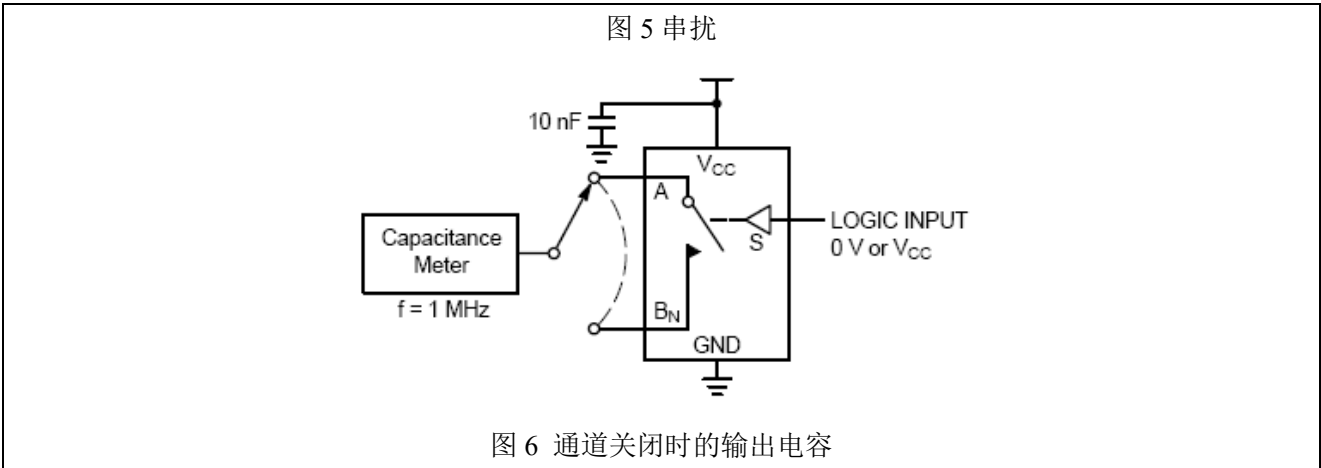 图 5 串扰
10 nF
VCC
A
Capacitance
Meter
S
LOGIC INPUT
0 V or VCC
f = 1 MHz
BN
GND
图 6 通道关闭时的输出电容